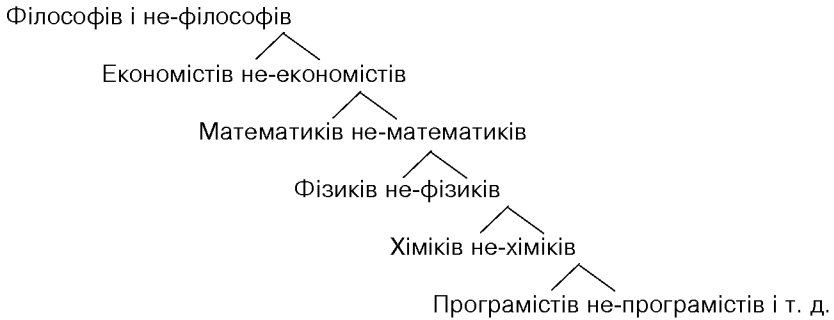 Філософів і не-філософів
Економістів не-економістів
Математиків не-математиків
Фізиків не-фізиків
Хіміків не-хіміків
Програмістів не-програмістів і т. д.